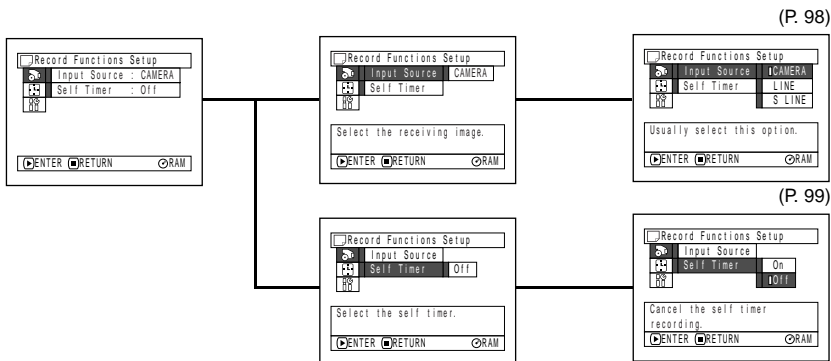 (P. 98)
Record Functions Setup
Input Source : CAMERA
Self Timer : Off
ENTER RETURN RAM
Record Functions Setup
Input Source CAMERA
Self Timer
Select the receiving image.
ENTER RETURN RAM
Record Functions Setup
Input Source CAMERA
Self Timer LINE
S LINE
Usually select this option.
ENTER RETURN RAM
(P. 99)
Record Functions Setup
Input Source
Self Timer Off
Select the self timer.
ENTER RETURN RAM
Record Functions Setup
Input Source
Self Timer On
Off
Cancel the self timer
recording.
ENTER RETURN RAM